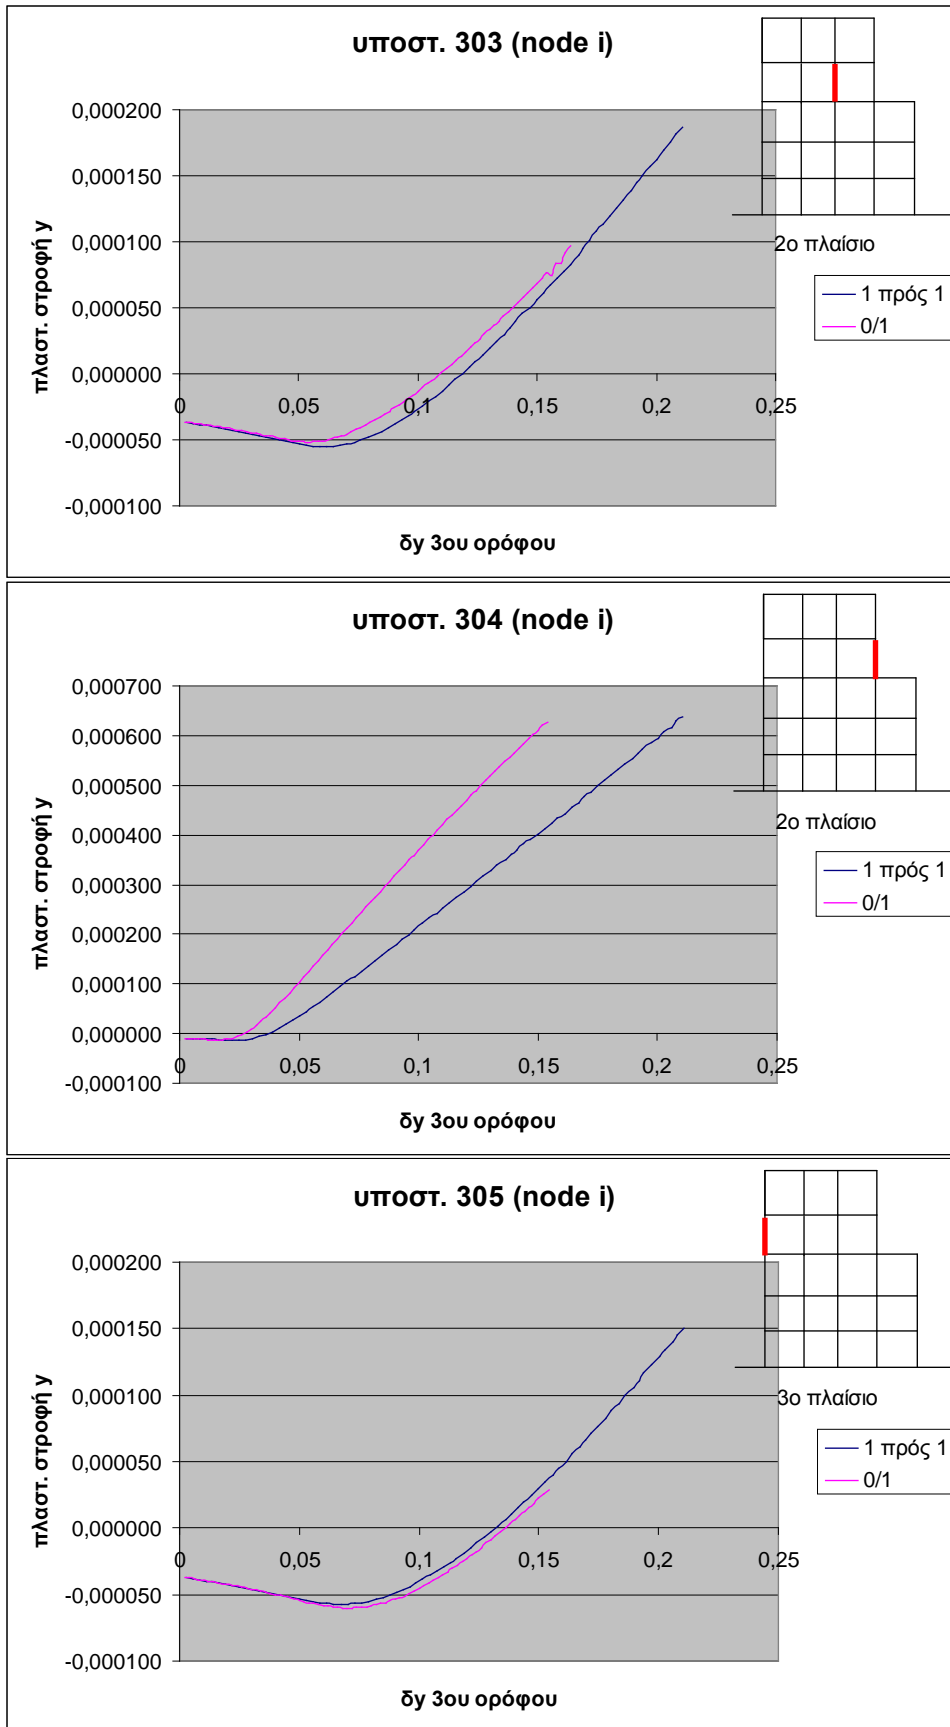 υποστ. 303 (node i)
0,000200
0,000150
0,000100
0,000050
0,000000
-0,000050
-0,000100
0
0,05
0,1
0,15
0,2
0,25
πλαστ. στροφή y
δy 3ου ορόφου
2ο πλαίσιο
1 πρός 1
0/1
υποστ. 304 (node i)
0,000700
0,000600
0,000500
0,000400
0,000300
0,000200
0,000100
0,000000
-0,000100
0
0,05
0,1
0,15
0,2
0,25
πλαστ. στροφή y
δy 3ου ορόφου
2ο πλαίσιο
1 πρός 1
0/1
υποστ. 305 (node i)
0,000200
0,000150
0,000100
0,000050
0,000000
-0,000050
-0,000100
0
0,05
0,1
0,15
0,2
0,25
πλαστ. στροφή y
δy 3ου ορόφου
3ο πλαίσιο
1 πρός 1
0/1